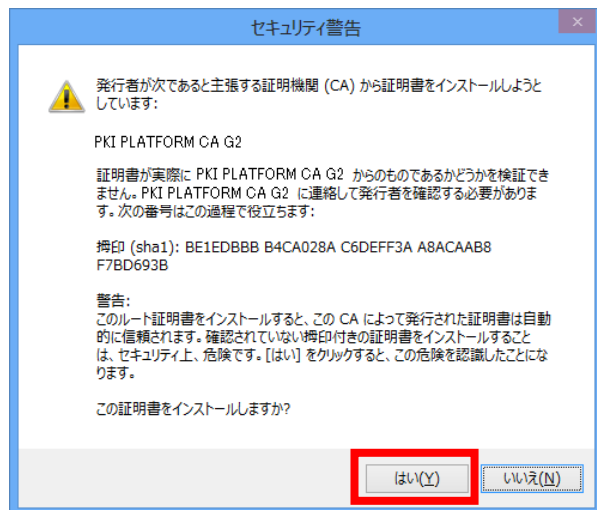 セキュリティ警告
発行者が次であると主張する証明機関 (CA) から証明書をインストールしようと
しています:
PKI PLATFORM CA G2
証明書が実際に PKI PLATFORM CA G2 からのものであるかどうかを検証でき
ません。PKI PLATFORM CA G2 に連絡して発行者を確認する必要がありま
す。次の番号はこの過程で役立ちます:
拇印 (sha1): BE1EDBBB B4CA028A C6DEFF3A A8ACAAB8
F7BD693B
警告:
このルート証明書をインストールすると、この CA によって発行された証明書は自動
的に信頼されます。確認されていない拇印付きの証明書をインストールすること
は、セキュリティ上、危険です。[はい] をクリックすると、この危険を認識したことにな
ります。
この証明書をインストールしますか?
はい(Y)
いいえ(N)